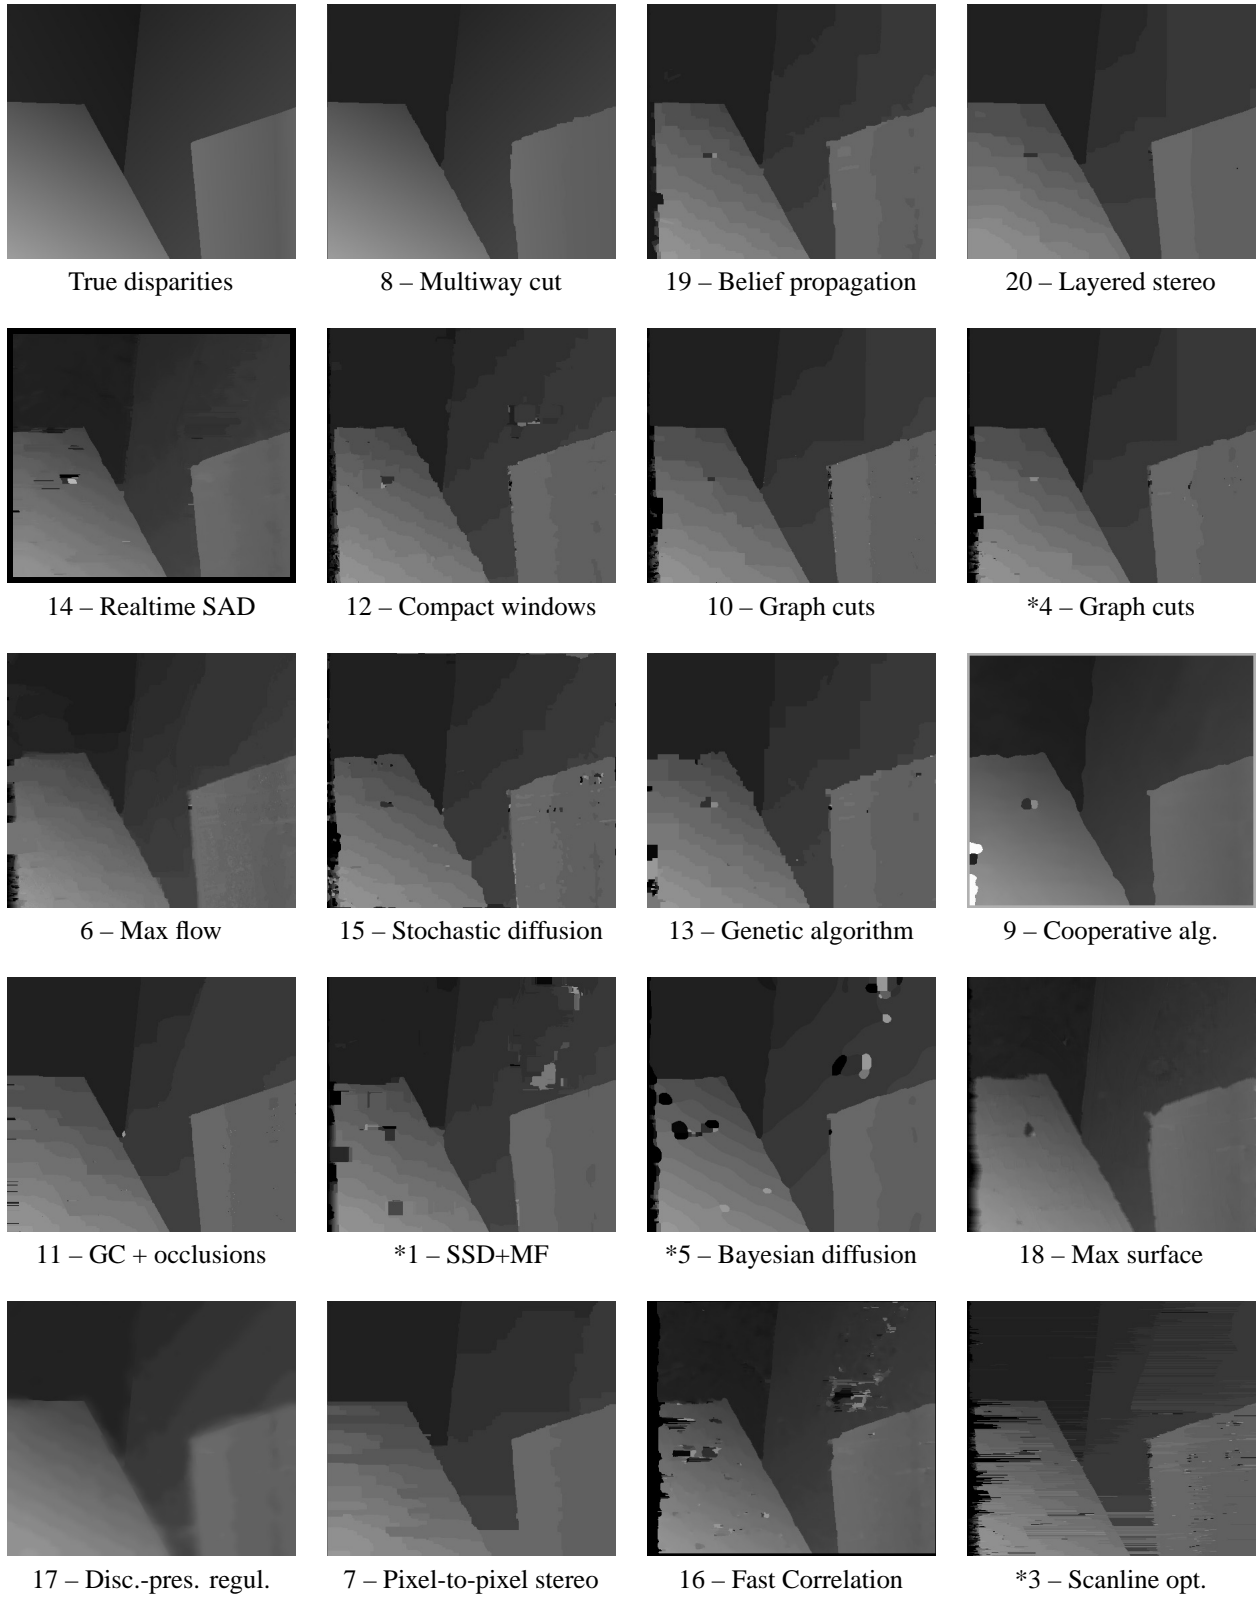 True disparities
8 – Multiway cut
19 – Belief propagation
20 – Layered stereo
14 – Realtime SAD
12 – Compact windows
10 – Graph cuts
*4 – Graph cuts
6 – Max flow
15 – Stochastic diffusion
13 – Genetic algorithm
9 – Cooperative alg.
11 – GC + occlusions
*1 – SSD+MF
*5 – Bayesian diffusion
18 – Max surface
17 – Disc.-pres. regul.
7 – Pixel-to-pixel stereo
16 – Fast Correlation
*3 – Scanline opt.